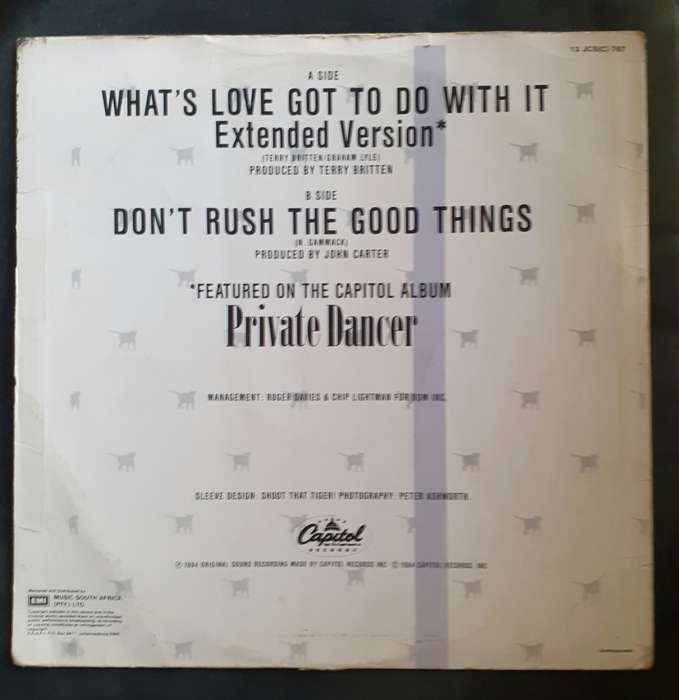 12 JCS(C) 767
A SIDE
WHAT'S LOVE GOT TO DO WITH IT
Extended Version*
(TERRY BRITTEN/GRAHAM LYLE)
PRODUCED BY TERRY BRITTEN
B SIDE
DON'T RUSH THE GOOD THINGS
(N. GAMMACK)
PRODUCED BY JOHN CARTER
*FEATURED ON THE CAPITOL ALBUM
Private Dancer
MANAGEMENT: ROGER DAVIES & CHIP LIGHTMAN FOR RDM INC.
SLEEVE DESIGN: SHOOT THAT TIGER! PHOTOGRAPHY: PETER ASHWORTH.
Capitol
RECORDS
℗ 1984 ORIGINAL SOUND RECORDING MADE BY CAPITOL RECORDS INC. © 1984 CAPITOL RECORDS, INC.
Marketed and Distributed by
EMI MUSIC SOUTH AFRICA
(PTY.) LTD.